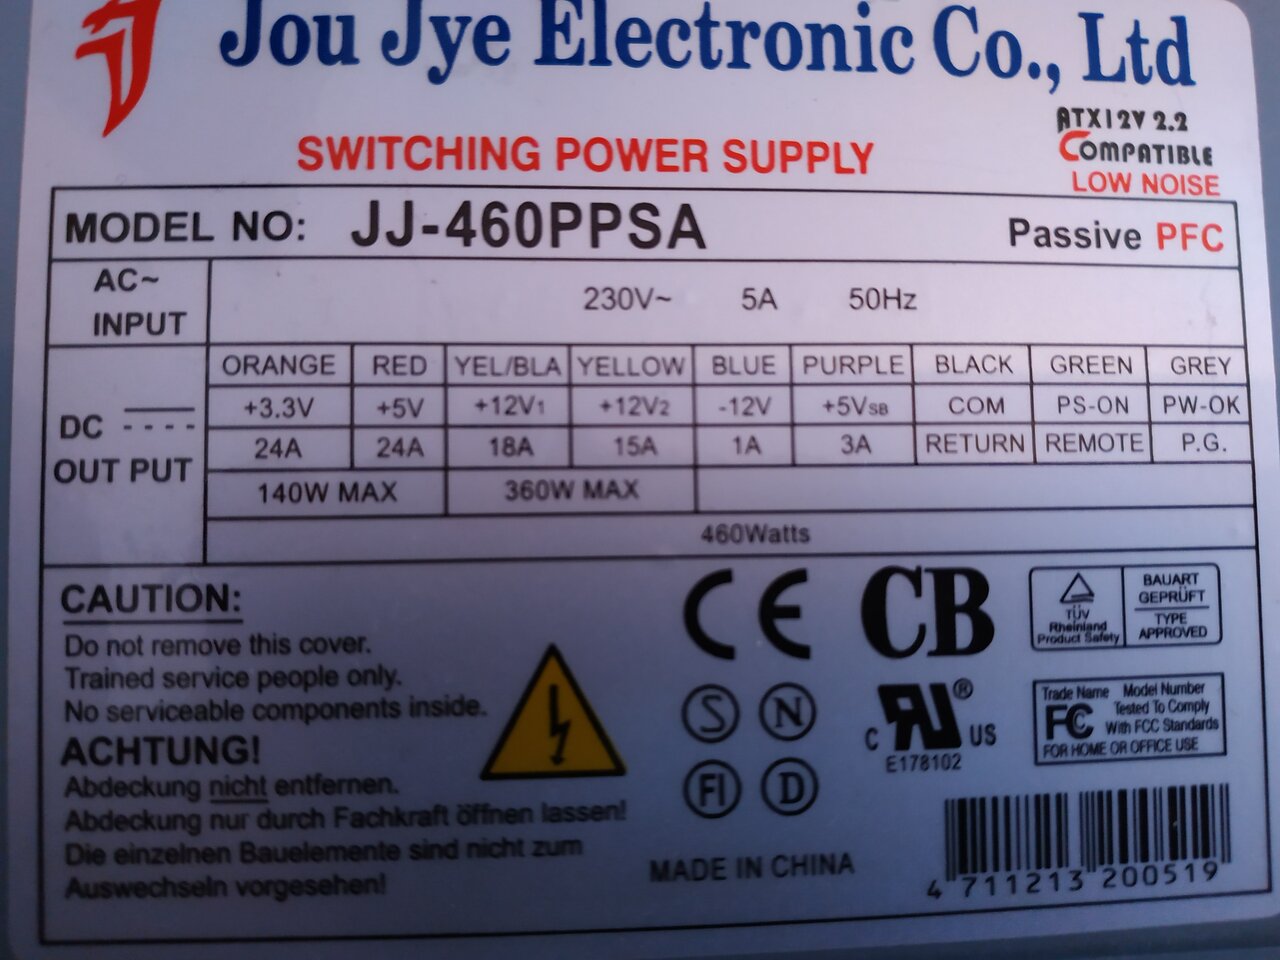 Jou Jye Electronic Co., Ltd
ATX12V 2.2
COMPATIBLE
SWITCHING POWER SUPPLY
LOW NOISE
MODEL NO: JJ-460PPSA Passive PFC
AC~ INPUT 230V~ 5A 50Hz
ORANGE RED YEL/BLA YELLOW BLUE PURPLE BLACK GREEN GREY
+3.3V +5V +12V1 +12V2 -12V +5VSB COM PS-ON PW-OK
DC
24A 24A 18A 15A 1A 3A RETURN REMOTE P.G.
OUT PUT
140W MAX 360W MAX
460Watts
CAUTION:
Do not remove this cover.
Trained service people only.
No serviceable components inside.
ACHTUNG!
Abdeckung nicht entfernen.
Abdeckung nur durch Fachkraft öffnen lassen!
Die einzelnen Bauelemente sind nicht zum
Auswechseln vorgesehen!
CE CB
TÜV
Rheinland
Product Safety
BAUART
GEPRÜFT
TYPE
APPROVED
S N
FI D
C RU ® US
E178102
Trade Name Model Number
FC Tested To Comply
With FCC Standards
FOR HOME OR OFFICE USE
MADE IN CHINA
4 711213 200519